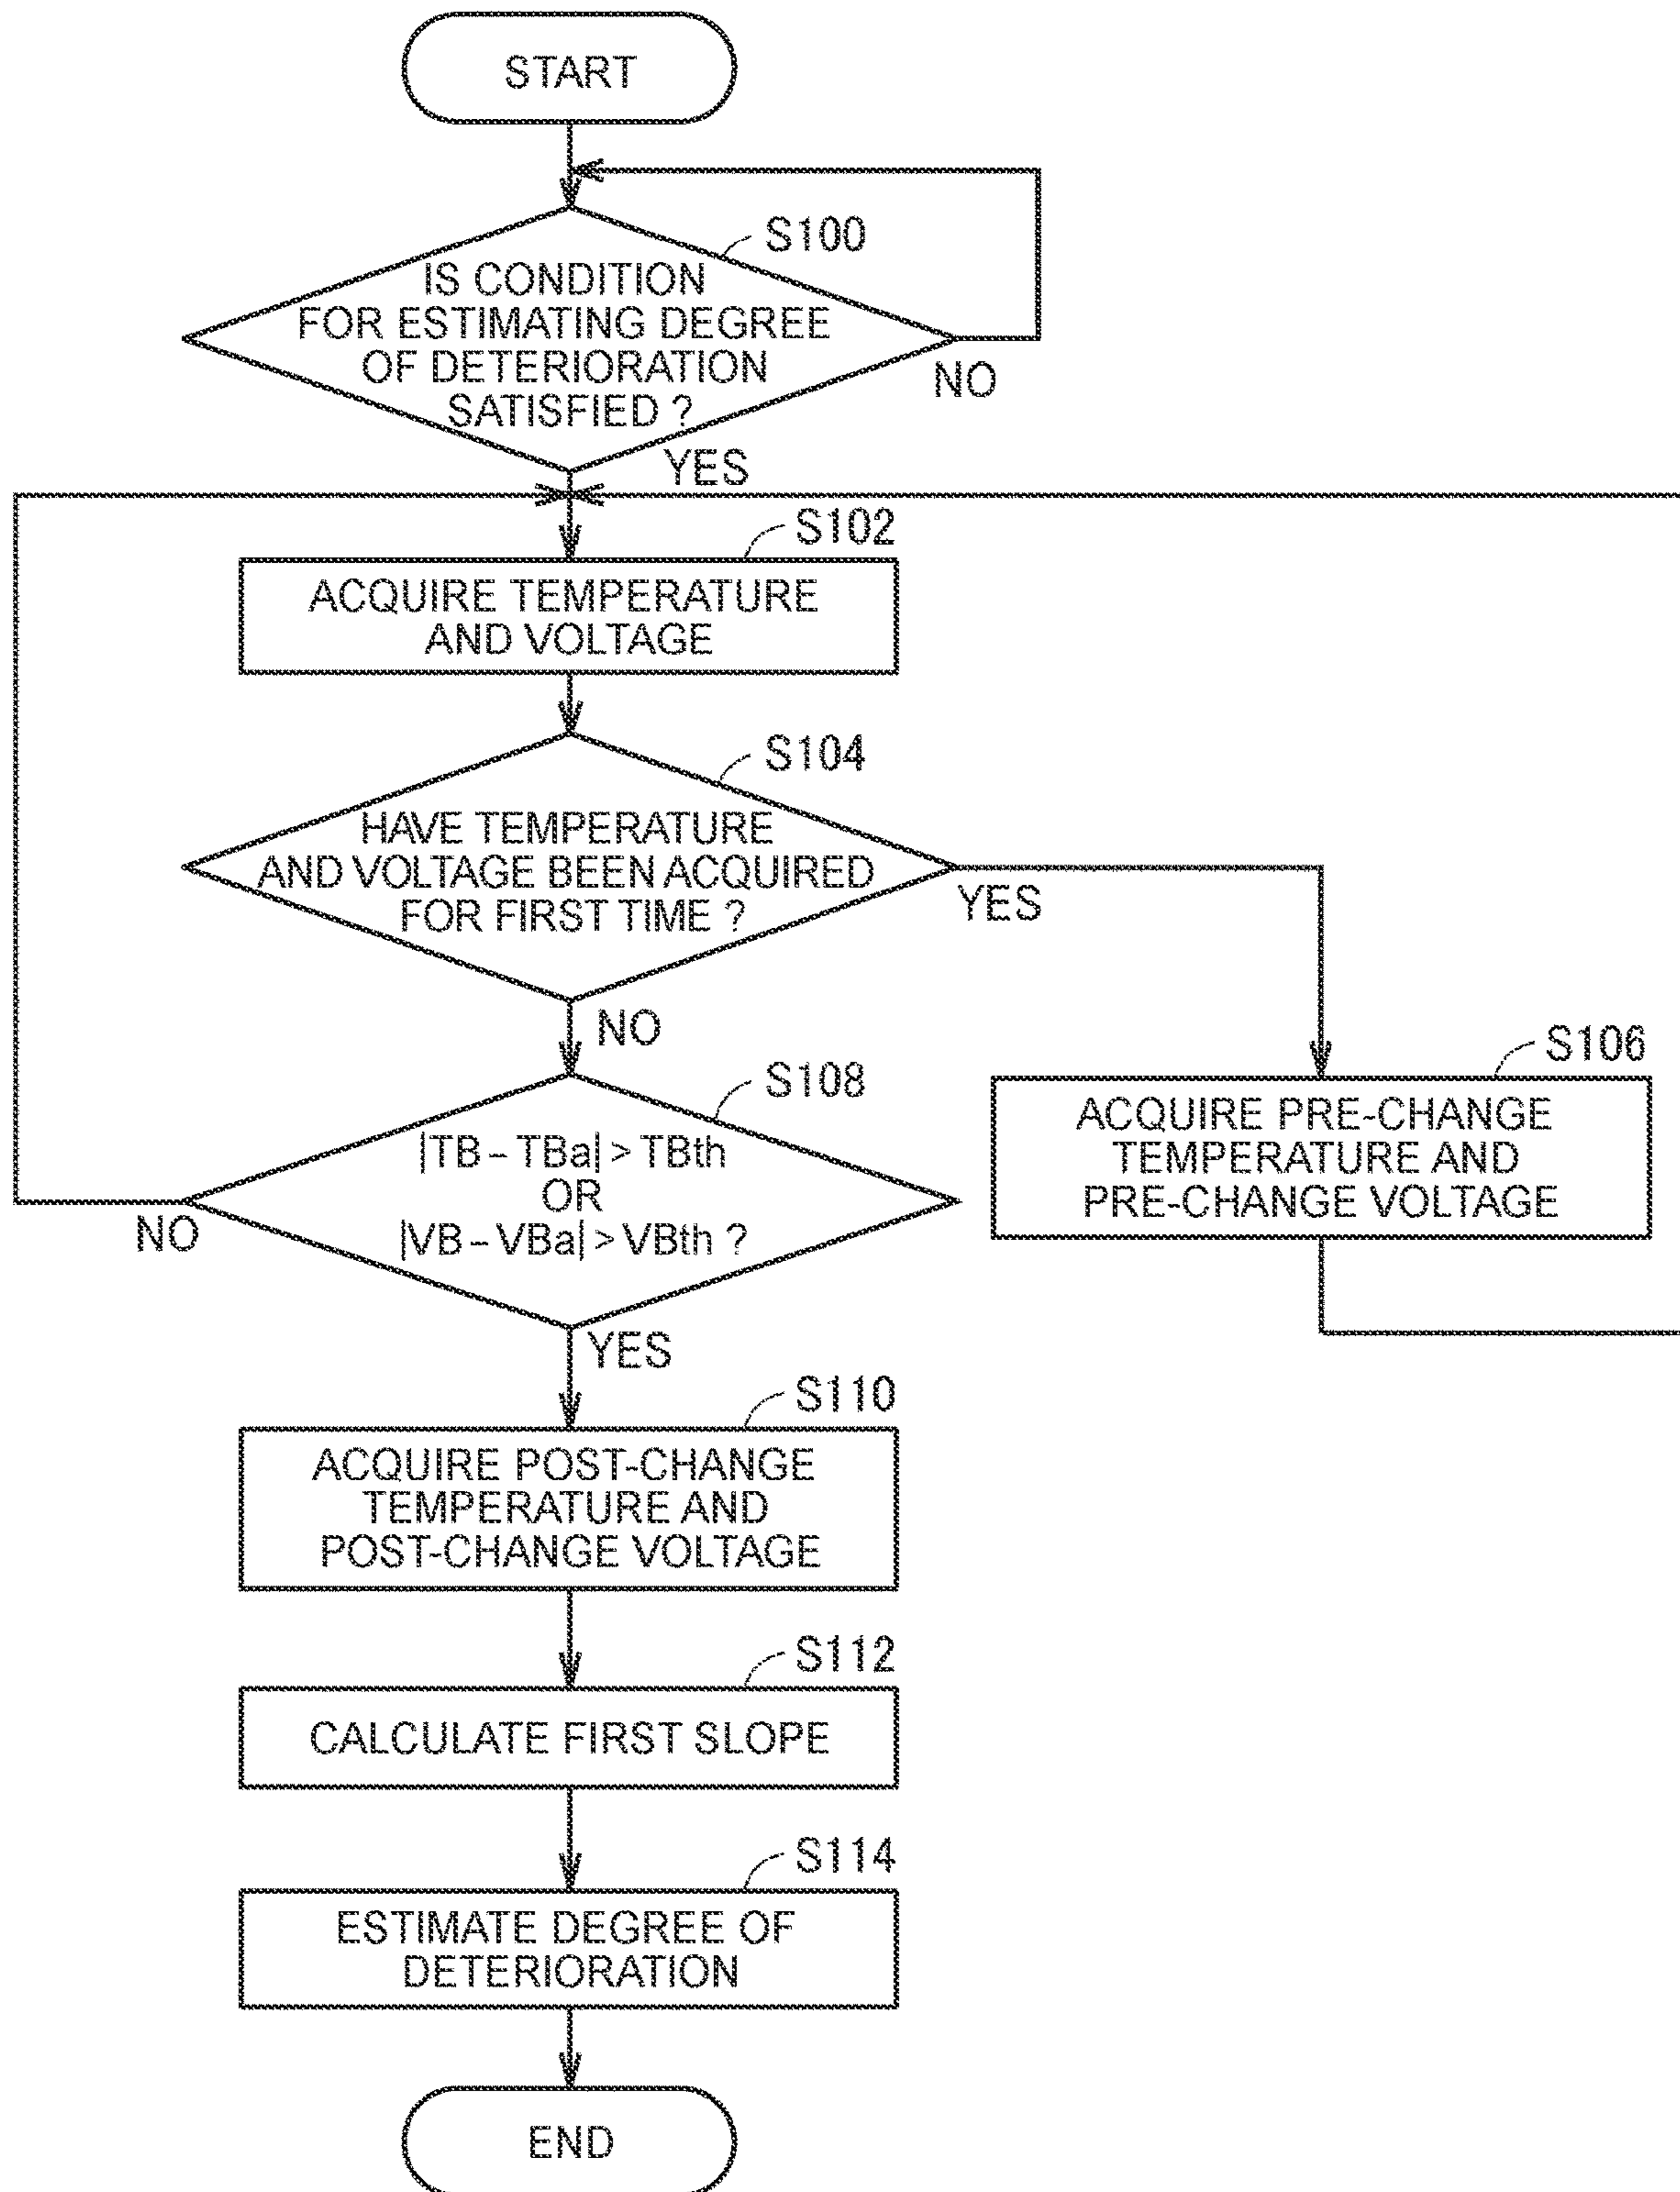 START
S100
IS CONDITION
FOR ESTIMATING DEGREE
OF DETERIORATION
SATISFIED ?
NO
YES
S102
ACQUIRE TEMPERATURE
AND VOLTAGE
S104
HAVE TEMPERATURE
AND VOLTAGE BEEN ACQUIRED
FOR FIRST TIME ?
YES
NO
S106
ACQUIRE PRE-CHANGE
TEMPERATURE AND
PRE-CHANGE VOLTAGE
S108
|TB – TBa| > TBth
OR
|VB – VBa| > VBth ?
NO
YES
S110
ACQUIRE POST-CHANGE
TEMPERATURE AND
POST-CHANGE VOLTAGE
S112
CALCULATE FIRST SLOPE
S114
ESTIMATE DEGREE OF
DETERIORATION
END